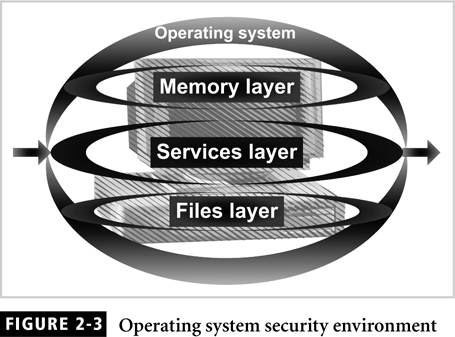 Operating system
Memory layer
Services layer
Files layer
FIGURE 2-3 Operating system security environment